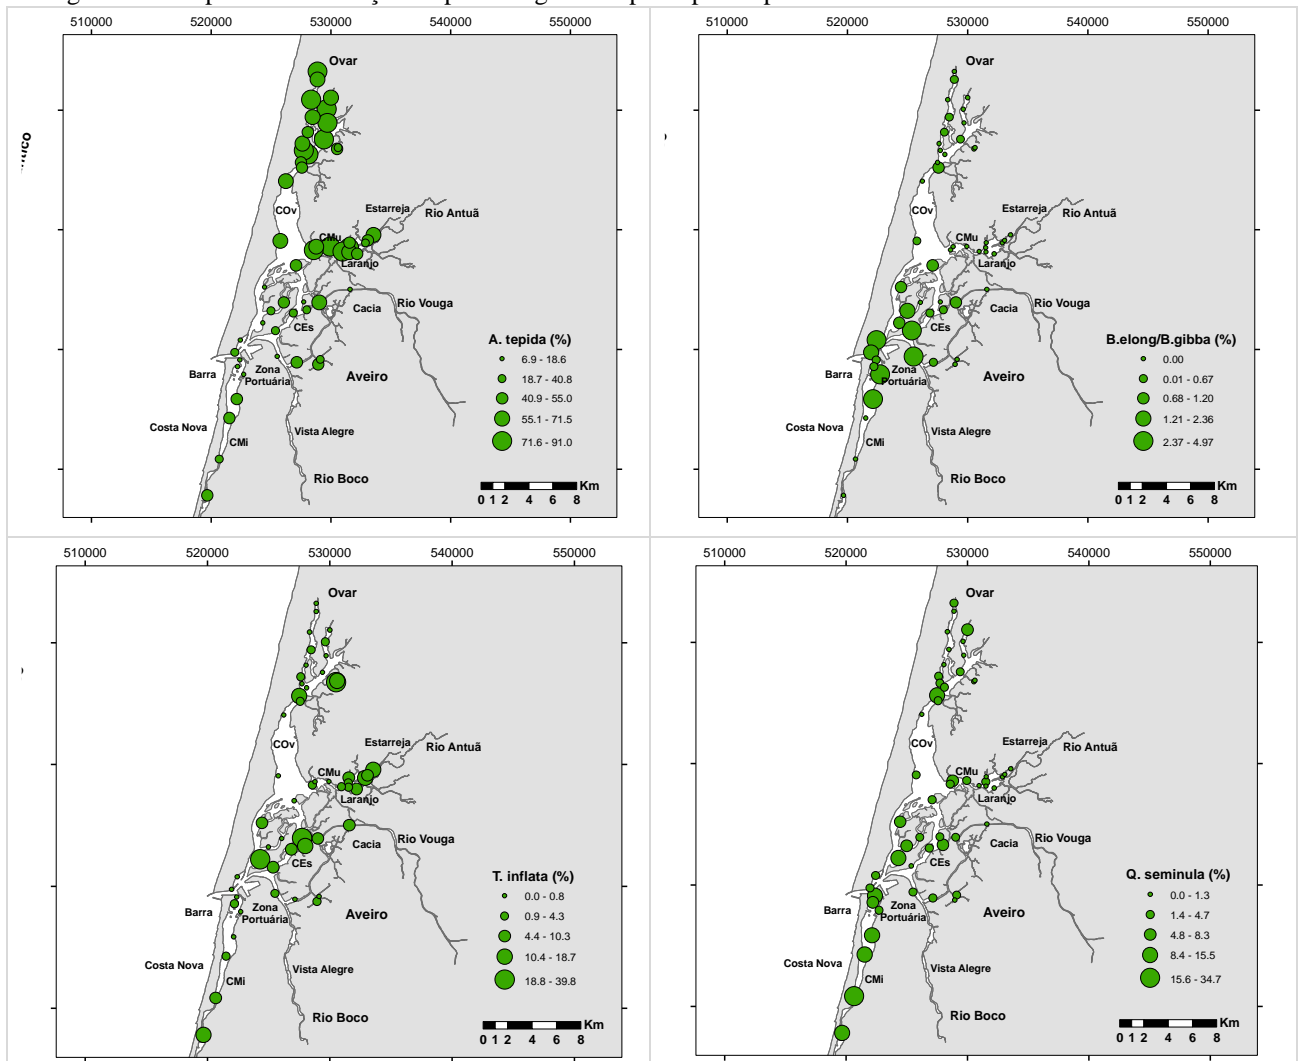 510000 520000 530000 540000 550000
Ovar
COv
Estarreja
Rio Antuã
CMu
Laranjo
Rio Vouga
Cacia
CEs
A. tepida (%)
6.9 - 18.6
18.7 - 40.8
40.9 - 55.0
55.1 - 71.5
71.6 - 91.0
Barra
Zona
Portuária
Aveiro
Costa Nova
CMi
Vista Alegre
Rio Boco
0 1 2 4 6 8 Km
510000 520000 530000 540000 550000
Ovar
COv
Estarreja
Rio Antuã
CMu
Laranjo
Rio Vouga
Cacia
CEs
B.elong/B.gibba (%)
0.00
0.01 - 0.67
0.68 - 1.20
1.21 - 2.36
2.37 - 4.97
Barra
Zona
Portuária
Aveiro
Costa Nova
CMi
Vista Alegre
Rio Boco
0 1 2 4 6 8 Km
510000 520000 530000 540000 550000
Ovar
COv
Estarreja
Rio Antuã
CMu
Laranjo
Rio Vouga
Cacia
CEs
T. inflata (%)
0.0 - 0.8
0.9 - 4.3
4.4 - 10.3
10.4 - 18.7
18.8 - 39.8
Barra
Zona
Portuária
Aveiro
Costa Nova
CMi
Vista Alegre
Rio Boco
Km
0 1 2 4 6 8
510000 520000 530000 540000 550000
Ovar
COv
Estarreja
Rio Antuã
CMu
Laranjo
Rio Vouga
Cacia
CEs
Q. seminula (%)
0.0 - 1.3
1.4 - 4.7
4.8 - 8.3
8.4 - 15.5
15.6 - 34.7
Barra
Zona
Portuária
Aveiro
Costa Nova
CMi
Vista Alegre
Rio Boco
Km
0 1 2 4 6 8